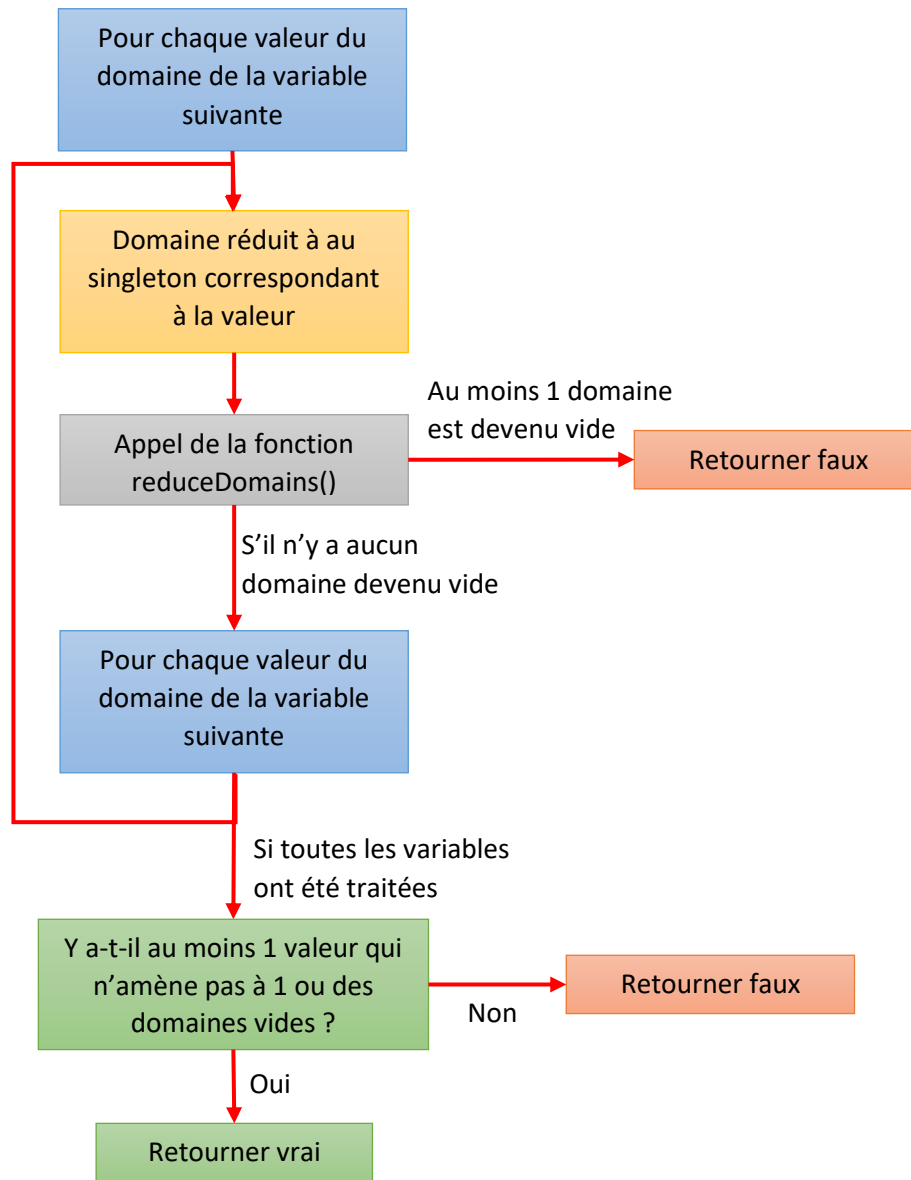 Pour chaque valeur du
domaine de la variable
suivante
Domaine réduit à au
singleton correspondant
à la valeur
Au moins 1 domaine
est devenu vide
Appel de la fonction
reduceDomains()
Retourner faux
S'il n'y a aucun
domaine devenu vide
Pour chaque valeur du
domaine de la variable
suivante
Si toutes les variables
ont été traitées
Y a-t-il au moins 1 valeur qui
n'amène pas à 1 ou des
domaines vides ?
Retourner faux
Non
Oui
Retourner vrai